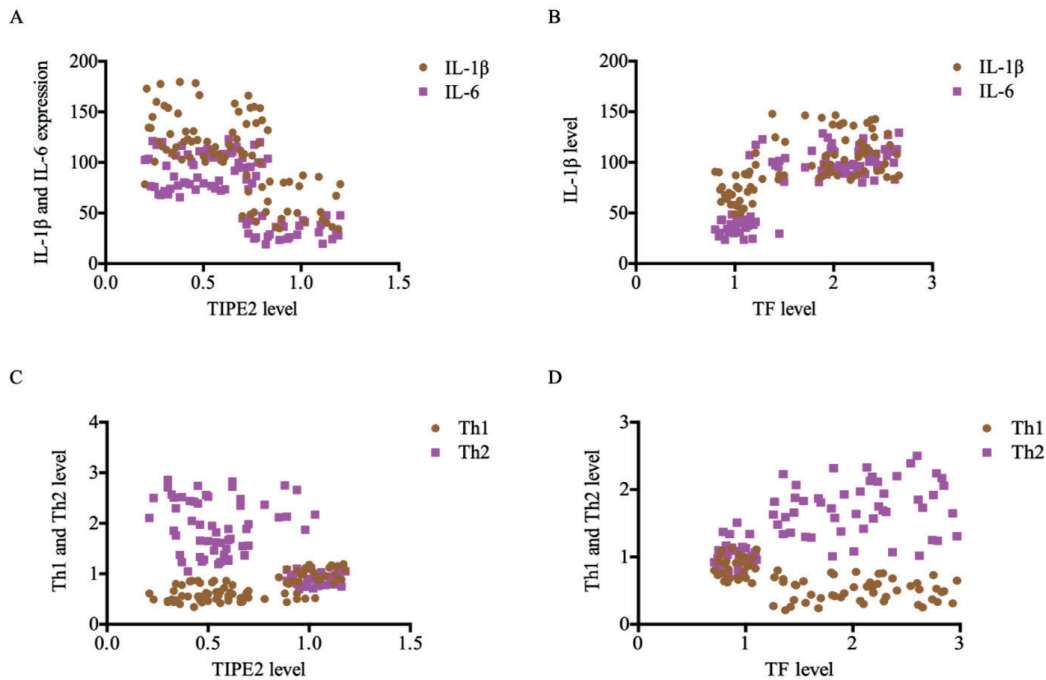 A
IL-1β and IL-6 expression
200
150
100
50
0
0.0 0.5 1.0 1.5
TIPE2 level
IL-1β
IL-6
B
IL-1β level
200
150
100
50
0
0 1 2 3
TF level
IL-1β
IL-6
C
Th1 and Th2 level
4
3
2
1
0
0.0 0.5 1.0 1.5
TIPE2 level
Th1
Th2
D
Th1 and Th2 level
3
2
1
0
0 1 2 3
TF level
Th1
Th2